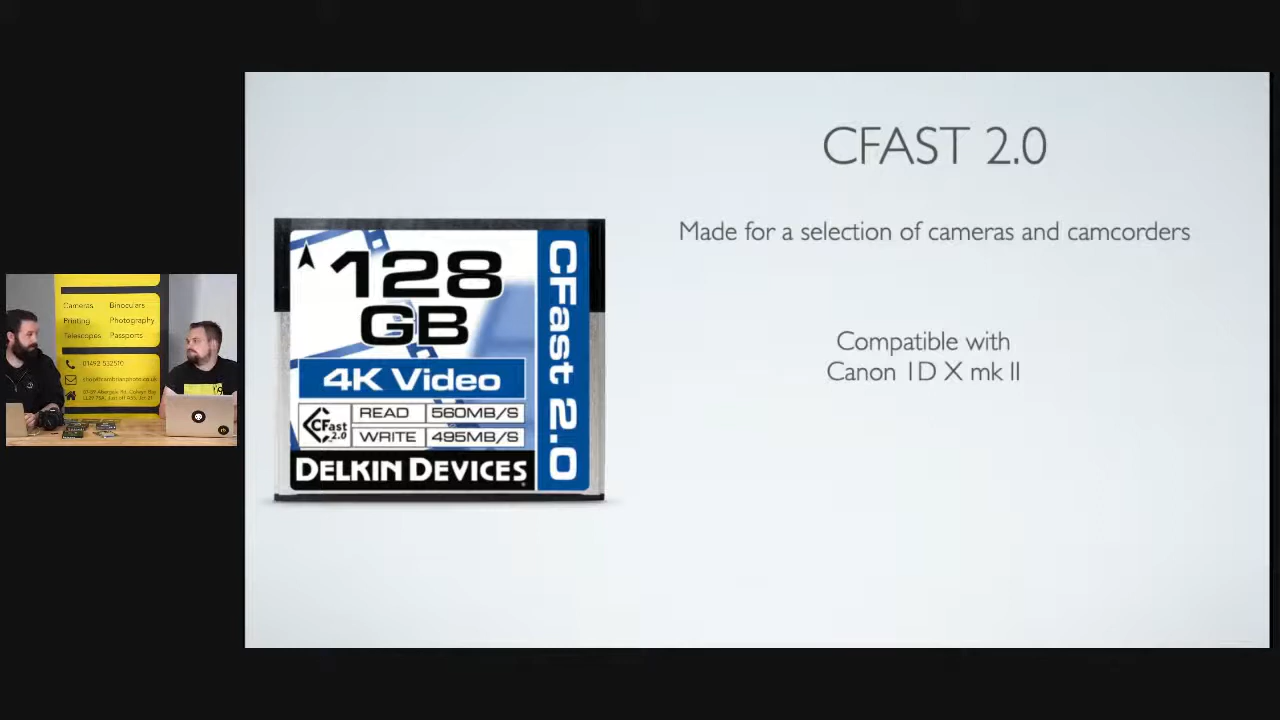 CFAST 2.0
Made for a selection of cameras and camcorders
Compatible with
Canon 1D X mk II
128
GB
4K Video
CFast 2.0
READ 560MB/S
WRITE 495MB/S
DELKIN DEVICES
CFast 2.0
Cameras Binoculars
Printing Photography
Telescopes Passports